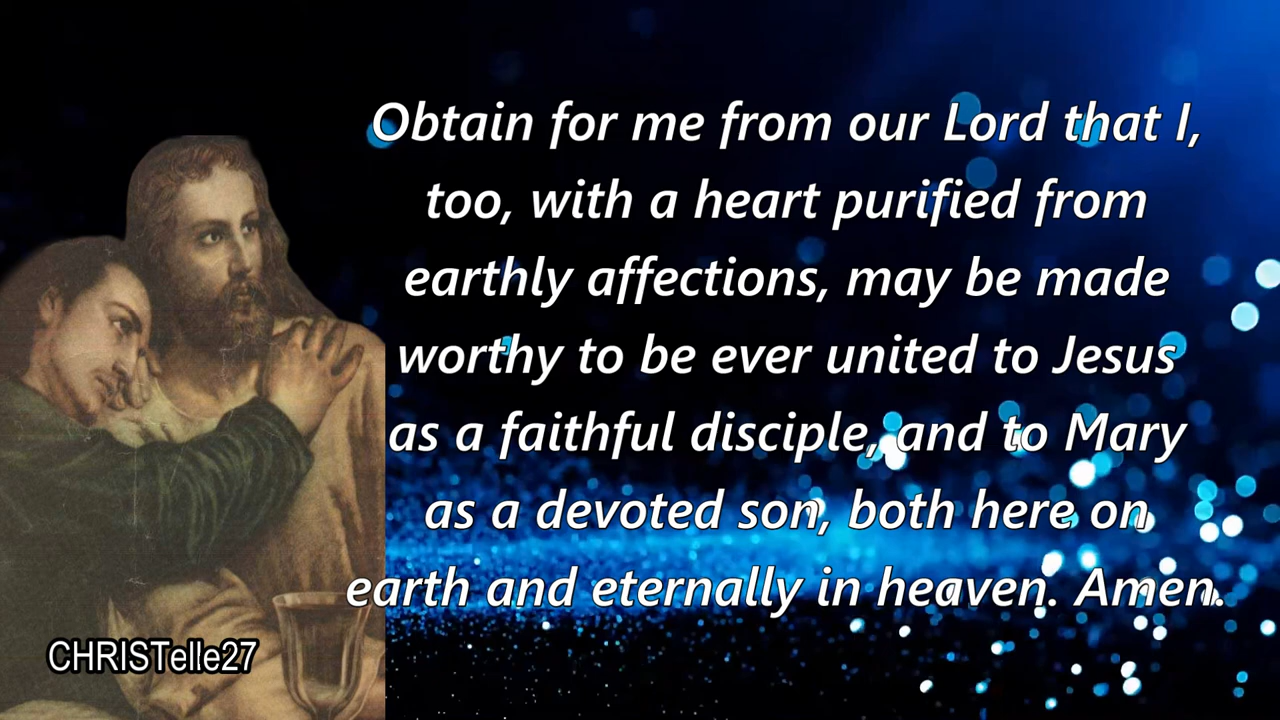 Obtain for me from our Lord that I,
too, with a heart purified from
earthly affections, may be made
worthy to be ever united to Jesus
as a faithful disciple, and to Mary
as a devoted son, both here on
earth and eternally in heaven. Amen.
CHRISTelle27